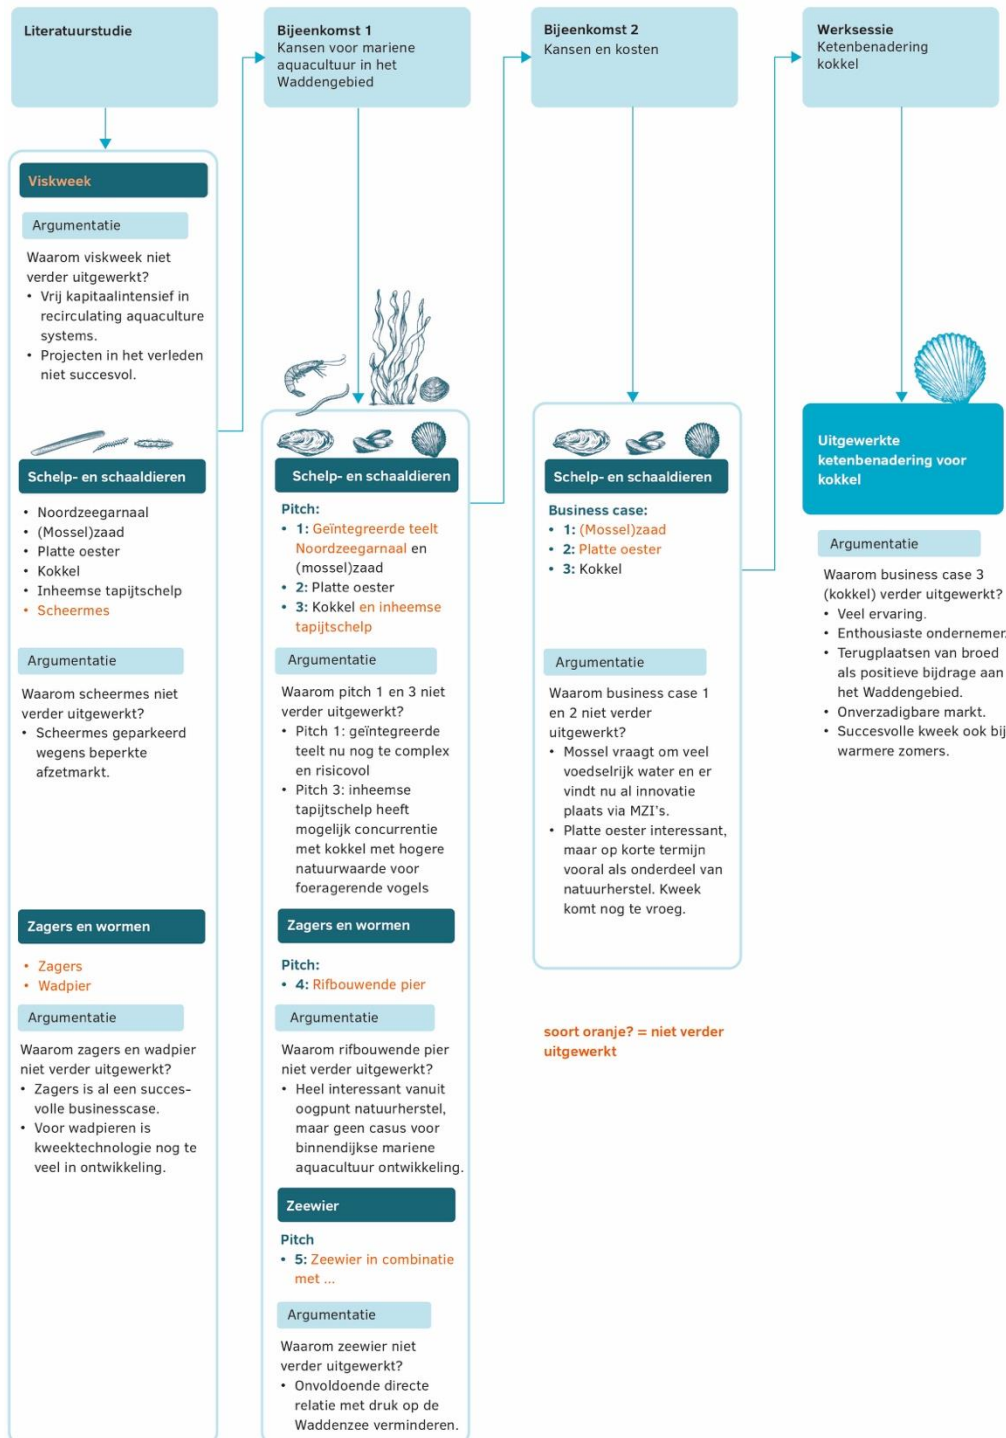 Literatuurstudie
Viskweek
Argumentatie
Waarom viskweek niet
verder uitgewerkt?
• Vrij kapitaalintensief in
recirculating aquaculture
systems.
• Projecten in het verleden
niet succesvol.
Schelp- en schaaldieren
• Noordzeegarnaal
• (Mossel)zaad
• Platte oester
• Kokkel
• Inheemse tapijtschelp
• Scheermes
Argumentatie
Waarom scheermes niet
verder uitgewerkt?
• Scheermes geparkeerd
wegens beperkte
afzetmarkt.
Zagers en wormen
• Zagers
• Wadpier
Argumentatie
Waarom zagers en wadpier
niet verder uitgewerkt?
• Zagers is al een succes-
volle businesscase.
• Voor wadpieren is
kweektechnologie nog te
veel in ontwikkeling.
Bijeenkomst 1
Kansen voor mariene
aquacultuur in het
Waddengebied
Schelp- en schaaldieren
Pitch:
• 1: Geïntegreerde teelt
Noordzeegarnaal en
(mossel)zaad
• 2: Platte oester
• 3: Kokkel en inheemse
tapijtschelp
Argumentatie
Waarom pitch 1 en 3 niet
verder uitgewerkt?
• Pitch 1: geïntegreerde
teelt nu nog te complex
en risicovol
• Pitch 3: inheemse
tapijtschelp heeft
mogelijk concurrentie
met kokkel met hogere
natuurwaarde voor
foeragerende vogels
Zagers en wormen
Pitch:
• 4: Rifbouwende pier
Argumentatie
Waarom rifbouwende pier
niet verder uitgewerkt?
• Heel interessant vanuit
oogpunt natuurherstel,
maar geen casus voor
binnendijkse mariene
aquacultuur ontwikkeling.
Zeewier
Pitch
• 5: Zeewier in combinatie
met ...
Argumentatie
Waarom zeewier niet
verder uitgewerkt?
• Onvoldoende directe
relatie met druk op de
Waddenzee verminderen.
Bijeenkomst 2
Kansen en kosten
Schelp- en schaaldieren
Business case:
• 1: (Mossel)zaad
• 2: Platte oester
• 3: Kokkel
Argumentatie
Waarom business case 1
en 2 niet verder
uitgewerkt?
• Mossel vraagt om veel
voedselrijk water en er
vindt nu al innovatie
plaats via MZI's.
• Platte oester interessant,
maar op korte termijn
vooral als onderdeel van
natuurherstel. Kweek
komt nog te vroeg.
soort oranje? = niet verder
uitgewerkt
Werksessie
Ketenbenadering
kokkel
Uitgewerkte
ketenbenadering voor
kokkel
Argumentatie
Waarom business case 3
(kokkel) verder uitgewerkt?
• Veel ervaring.
• Enthousiaste ondernemer.
• Terugplaatsen van broed
als positieve bijdrage aan
het Waddengebied.
• Onverzadigbare markt.
• Succesvolle kweek ook bij
warmere zomers.